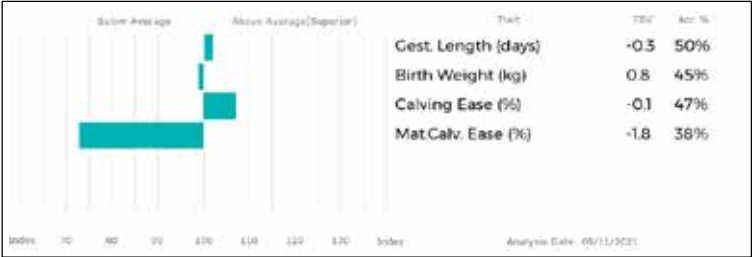 Below Average Above Average(Superior) Trait EBV Acc. %
Gest. Length (days) -0.3 50%
Birth Weight (kg) 0.8 45%
Calving Ease (%) -0.1 47%
Mat.Calv. Ease (%) -1.8 38%
Index 70 80 90 100 110 120 130 Index Analysis Date